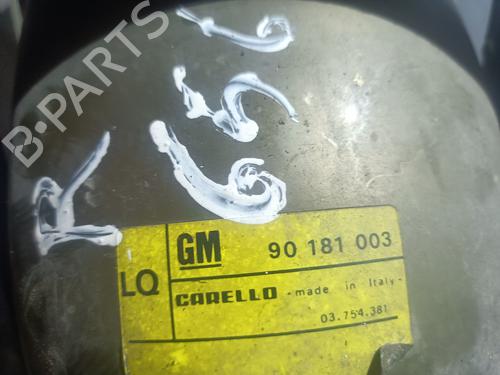 B-PARTS
LQ
GM 90 181 003
CARELLO - made in Italy -
03.754.381